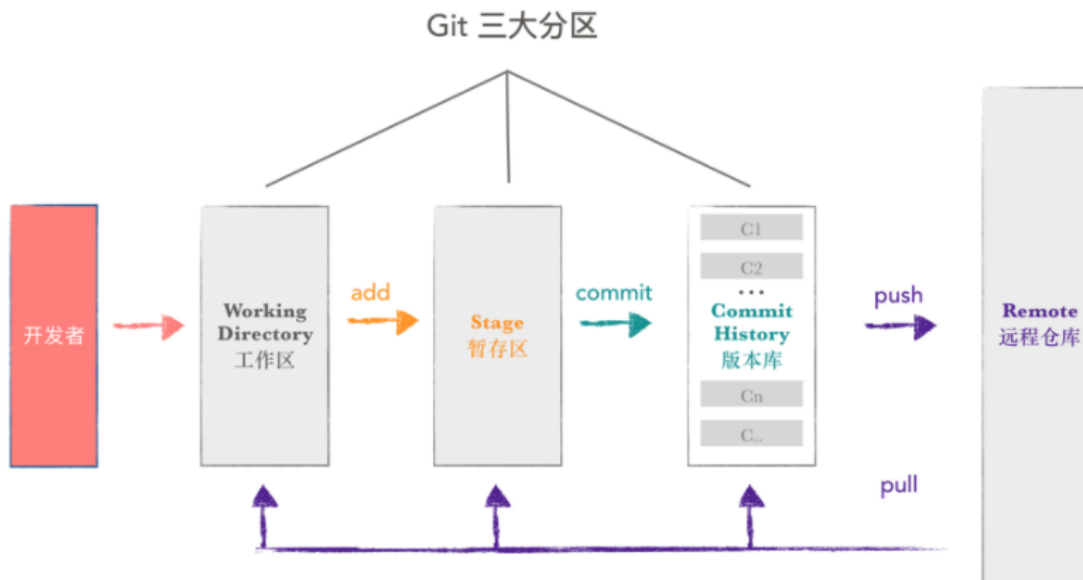 Git 三大分区
开发者
Working
Directory
工作区
add
Stage
暂存区
commit
C1
C2
...
Commit
History
版本库
Cn
C..
push
Remote
远程仓库
pull